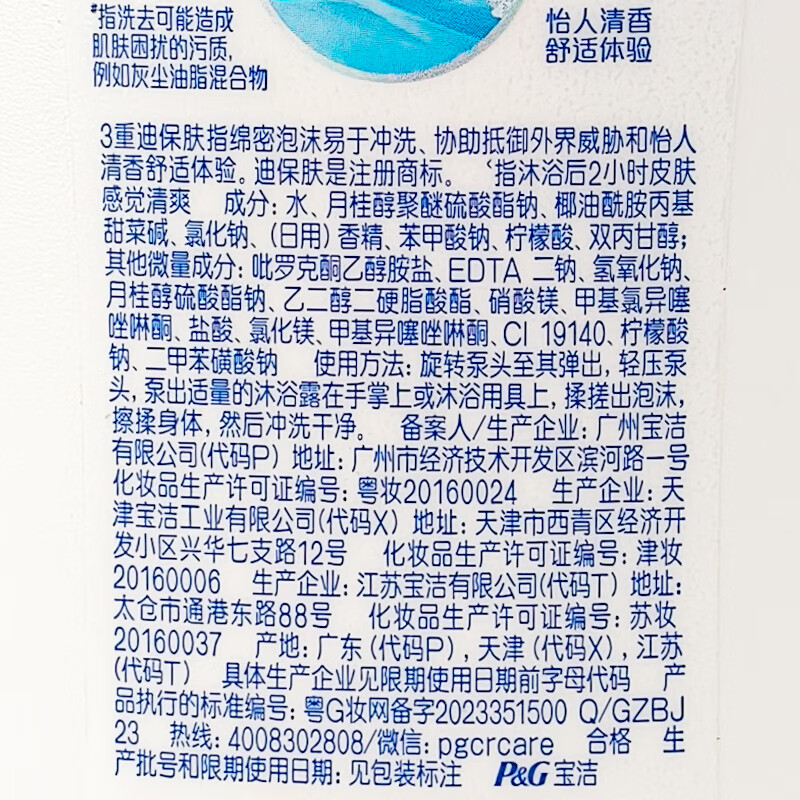 *指洗去可能造成
肌肤困扰的污质,
例如灰尘油脂混合物
怡人清香
舒适体验
3重迪保肤指绵密泡沫易于冲洗、协助抵御外界威胁和怡人
清香舒适体验。迪保肤是注册商标。^指沐浴后2小时皮肤
感觉清爽 成分: 水、月桂醇聚醚硫酸酯钠、椰油酰胺丙基
甜菜碱、氯化钠、(日用) 香精、苯甲酸钠、柠檬酸、双丙甘醇;
其他微量成分: 吡罗克酮乙醇胺盐、EDTA 二钠、氢氧化钠、
月桂醇硫酸酯钠、乙二醇二硬脂酸酯、硝酸镁、甲基氯异噻
唑啉酮、盐酸、氯化镁、甲基异噻唑啉酮、CI 19140、柠檬酸
钠、二甲苯磺酸钠 使用方法: 旋转泵头至其弹出, 轻压泵
头, 泵出适量的沐浴露在手掌上或沐浴用具上, 揉搓出泡沫,
擦揉身体, 然后冲洗干净。 备案人/生产企业: 广州宝洁
有限公司(代码P) 地址: 广州市经济技术开发区滨河路一号
化妆品生产许可证编号: 粤妆20160024 生产企业: 天
津宝洁工业有限公司(代码X) 地址: 天津市西青区经济开
发小区兴华七支路12号 化妆品生产许可证编号: 津妆
20160006 生产企业: 江苏宝洁有限公司(代码T) 地址:
太仓市通港东路88号 化妆品生产许可证编号: 苏妆
20160037 产地: 广东 (代码P) , 天津 (代码X) , 江苏
(代码T) 具体生产企业见限期使用日期前字母代码 产
品执行的标准编号: 粤G妆网备字2023351500 Q/GZBJ
23 热线: 4008302808/微信: pgcrcare 合格 生
产批号和限期使用日期: 见包装标注 P&G 宝洁